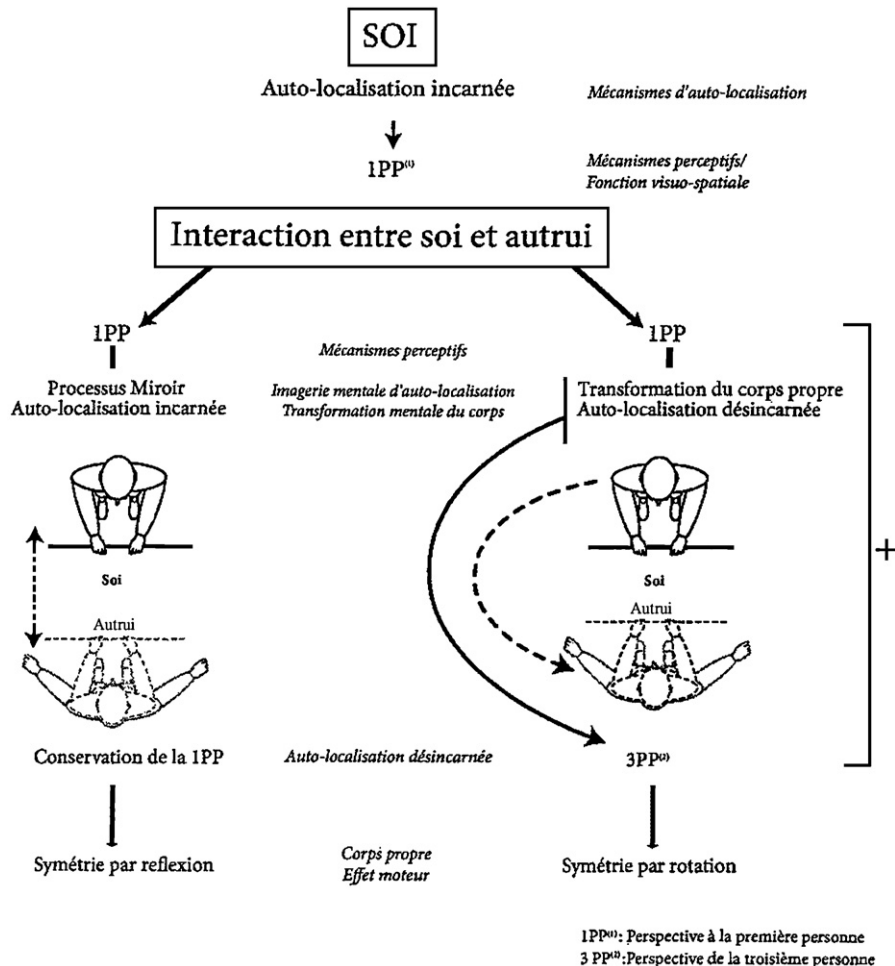 SOI
Auto-localisation incarnée
Mécanismes d'auto-localisation
1PP⁽¹⁾
Mécanismes perceptifs/
Fonction visuo-spatiale
Interaction entre soi et autrui
1PP
1PP
Mécanismes perceptifs
Processus Miroir
Auto-localisation incarnée
Imagerie mentale d'auto-localisation
Transformation mentale du corps
Transformation du corps propre
Auto-localisation désincarnée
Soi
Autrui
Soi
Autrui
+
Conservation de la 1PP
Auto-localisation désincarnée
3PP⁽²⁾
Symétrie par reflexion
Corps propre
Effet moteur
Symétrie par rotation
1PP⁽¹⁾: Perspective à la première personne
3 PP⁽²⁾:Perspective de la troisième personne